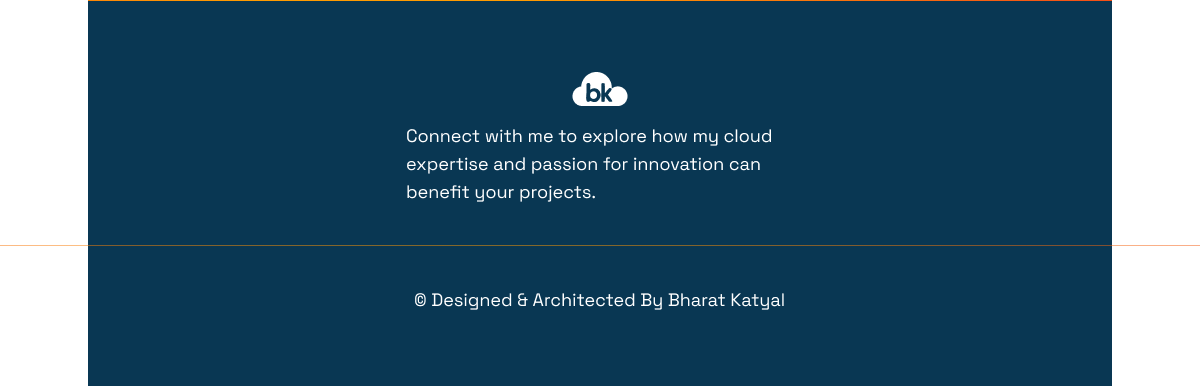 bk
Connect with me to explore how my cloud
expertise and passion for innovation can
benefit your projects.
© Designed & Architected By Bharat Katyal